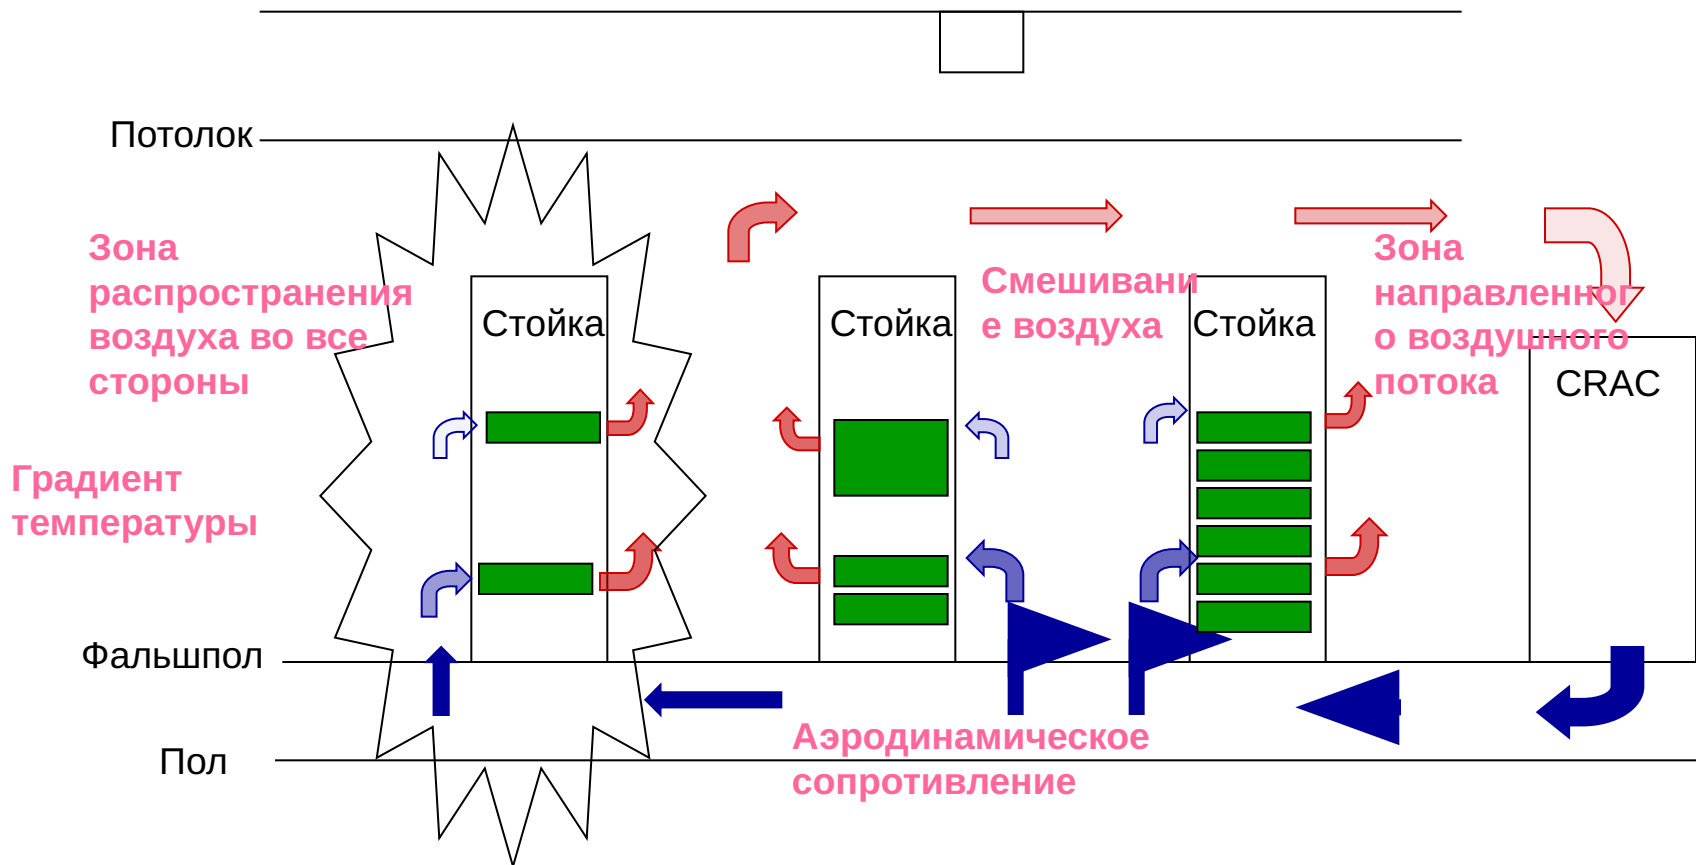 Потолок
Зона
распространения
воздуха во все
стороны
Смешивани
е воздуха
Зона
направленног
о воздушного
потока
Стойка
Стойка
Стойка
CRAC
Градиент
температуры
Фальшпол
Аэродинамическое
сопротивление
Пол